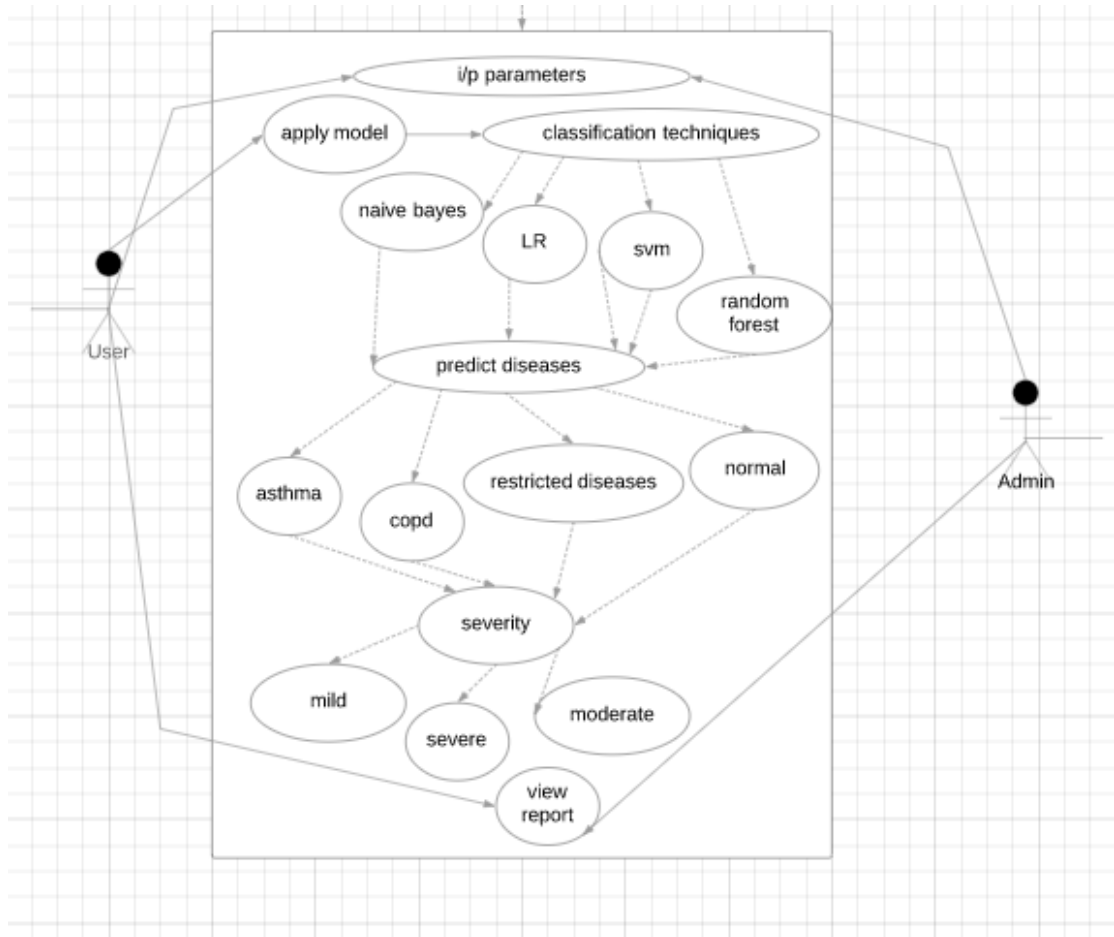 i/p parameters
apply model
classification techniques
naive bayes
LR
svm
random
forest
User
predict diseases
asthma
copd
restricted diseases
normal
Admin
severity
mild
severe
moderate
view
report